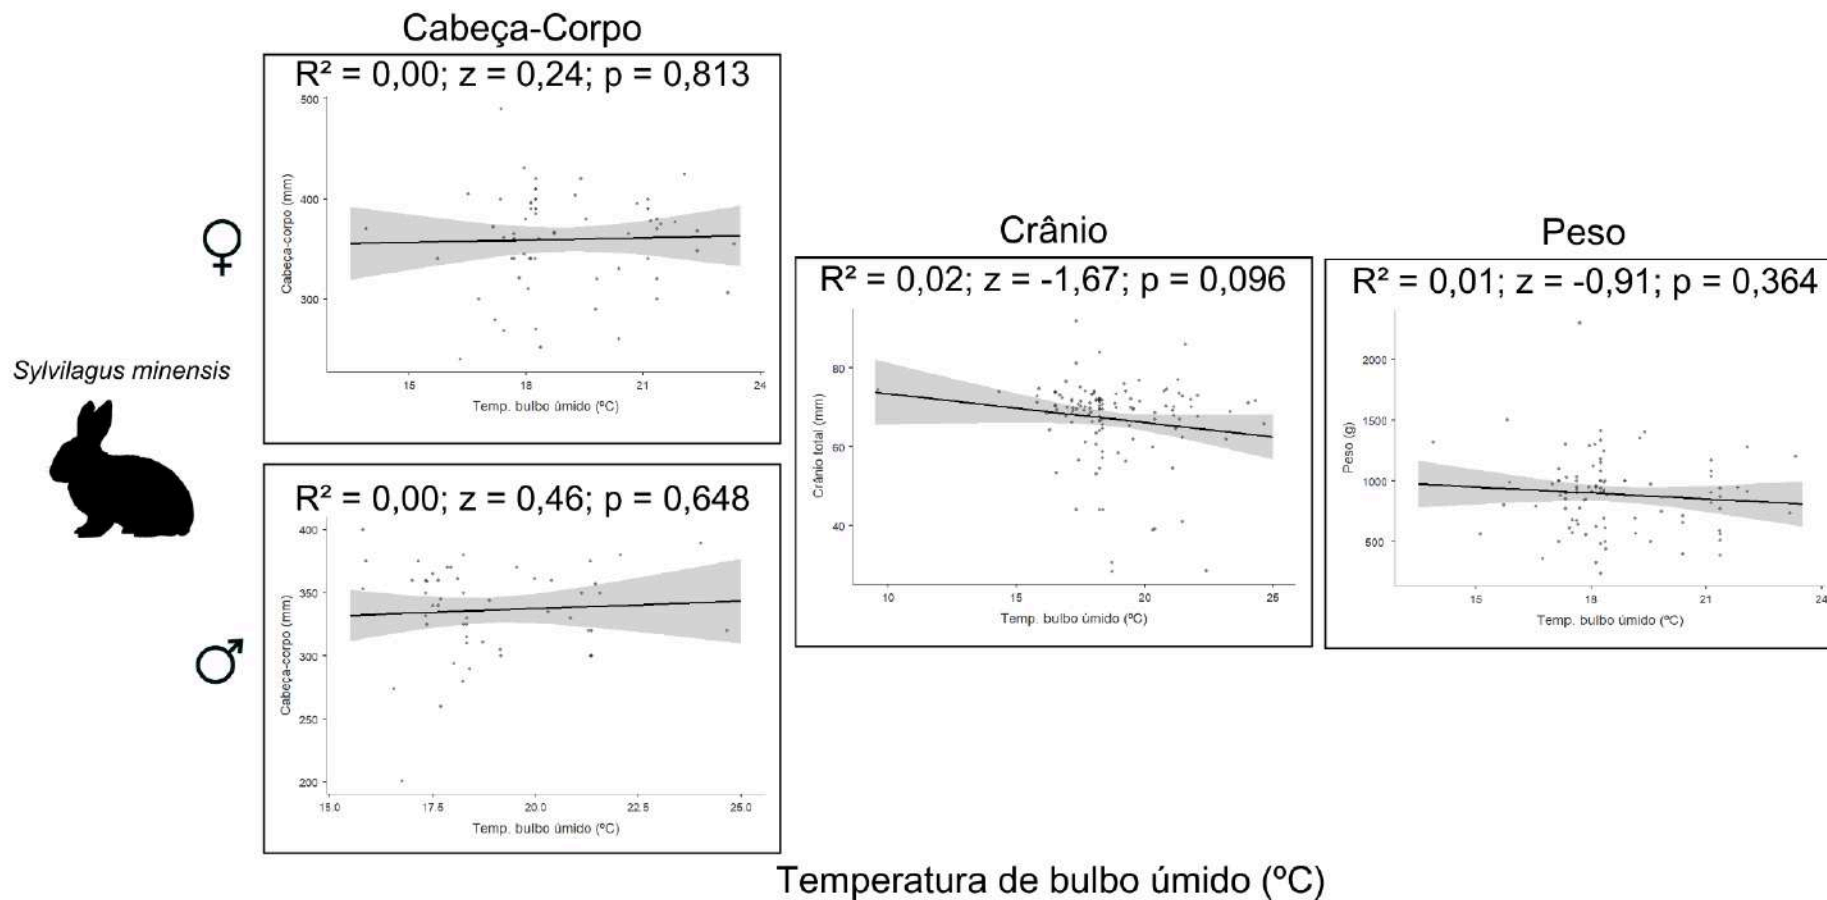 Cabeça-Corpo
R² = 0,00; z = 0,24; p = 0,813
500
400
300
Cabeça-corpo (mm)
15
18
21
24
Temp. bulbo úmido (ºC)
♀
Sylvilagus minensis
R² = 0,00; z = 0,46; p = 0,648
400
350
300
250
200
Cabeça-corpo (mm)
15.0
17.5
20.0
22.5
25.0
Temp. bulbo úmido (ºC)
♂
Crânio
R² = 0,02; z = -1,67; p = 0,096
80
60
40
Crânio total (mm)
10
15
20
25
Temp. bulbo úmido (ºC)
Peso
R² = 0,01; z = -0,91; p = 0,364
2000
1500
1000
500
Peso (g)
15
18
21
24
Temp. bulbo úmido (ºC)
Temperatura de bulbo úmido (ºC)